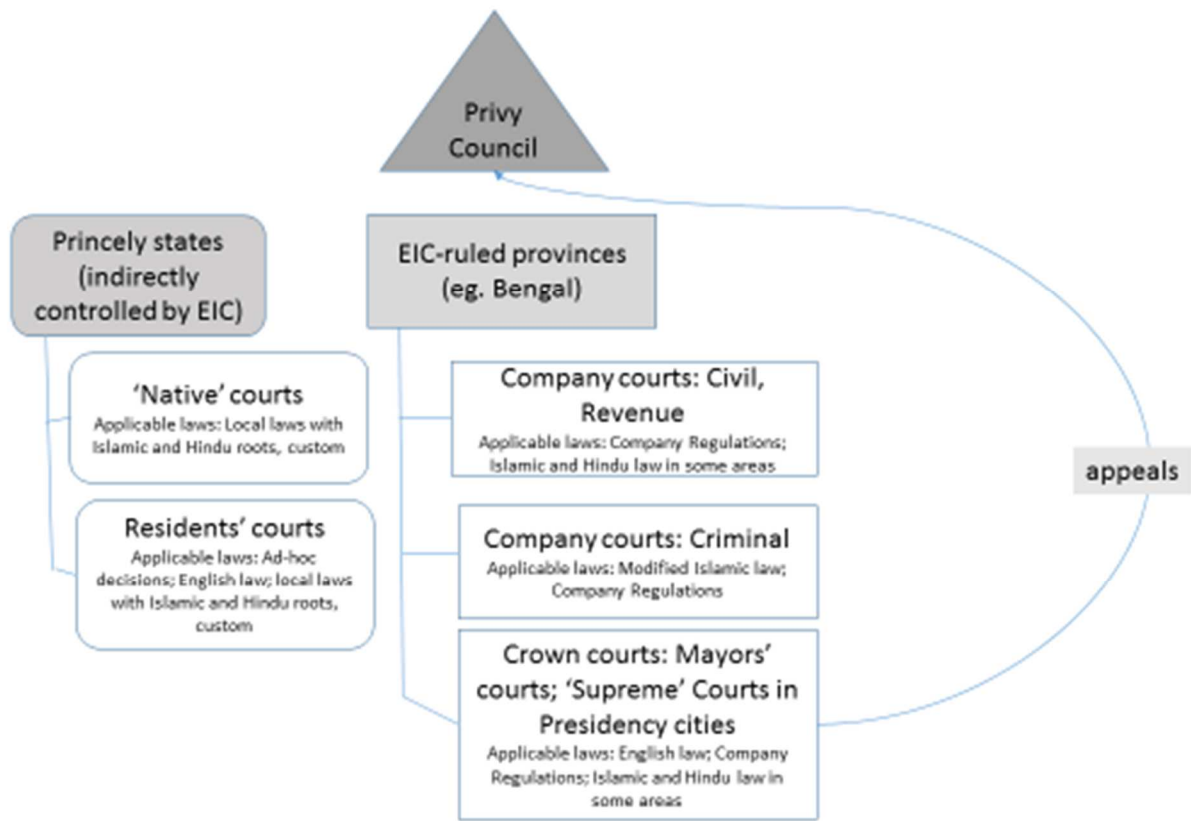 Privy
Council
Princely states
(indirectly
controlled by EIC)
EIC-ruled provinces
(eg. Bengal)
‘Native’ courts
Applicable laws: Local laws with
Islamic and Hindu roots, custom
Residents’ courts
Applicable laws: Ad-hoc
decisions; English law; local laws
with Islamic and Hindu roots,
custom
Company courts: Civil,
Revenue
Applicable laws: Company Regulations;
Islamic and Hindu law in some areas
Company courts: Criminal
Applicable laws: Modified Islamic law;
Company Regulations
Crown courts: Mayors’
courts; ‘Supreme’ Courts in
Presidency cities
Applicable laws: English law; Company
Regulations; Islamic and Hindu law in
some areas
appeals